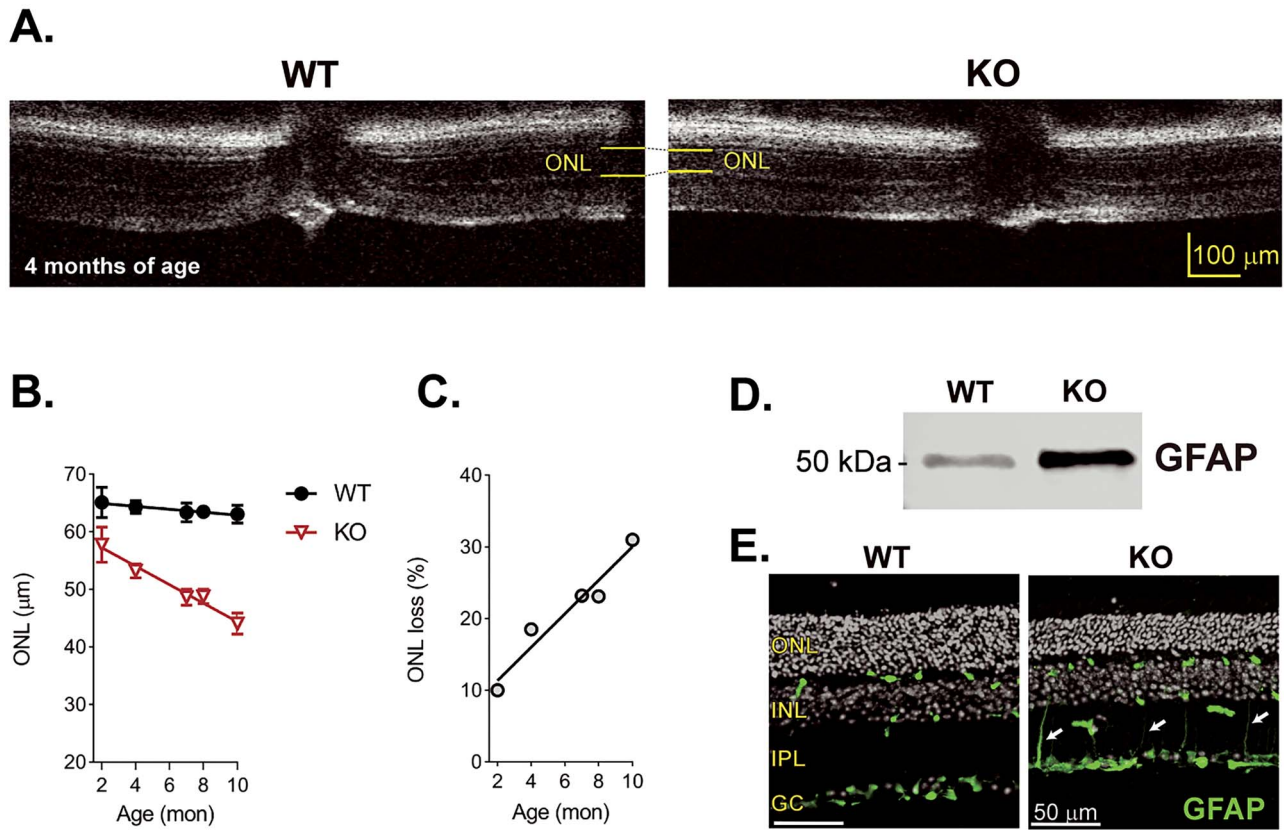 A.
WT
KO
ONL
ONL
4 months of age
100 μm
B.
70
60
50
40
30
20
ONL (μm)
2 4 6 8 10
Age (mon)
WT
KO
C.
40
30
20
10
0
ONL loss (%)
2 4 6 8 10
Age (mon)
D.
WT KO
50 kDa-
GFAP
E.
WT
KO
ONL
INL
IPL
GC
50 μm
GFAP